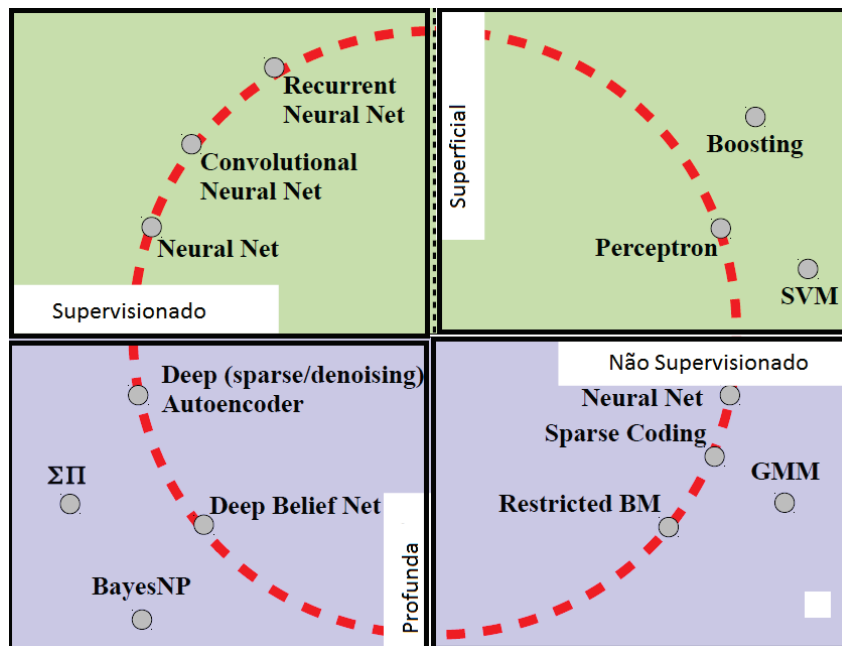 Recurrent
Neural Net
Convolutional
Neural Net
Neural Net
Supervisionado
Superficial
Boosting
Perceptron
SVM
Deep (sparse/denoising)
Autoencoder
ΣΠ
Deep Belief Net
BayesNP
Profunda
Não Supervisionado
Neural Net
Sparse Coding
GMM
Restricted BM